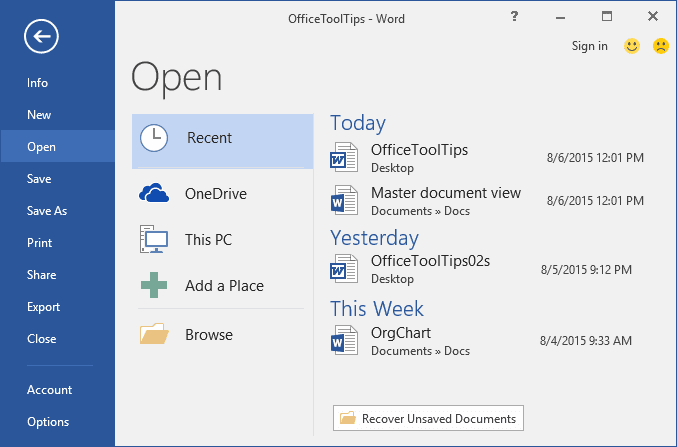 OfficeToolTips - Word
?
Sign in
Info
New
Open
Save
Save As
Print
Share
Export
Close
Account
Options
Open
Recent
OneDrive
This PC
Add a Place
Browse
Today
OfficeToolTips
Desktop
8/6/2015 12:01 PM
Master document view
Documents » Docs
8/6/2015 12:01 PM
Yesterday
OfficeToolTips02s
Desktop
8/5/2015 9:12 PM
This Week
OrgChart
Documents » Docs
8/4/2015 9:33 AM
Recover Unsaved Documents